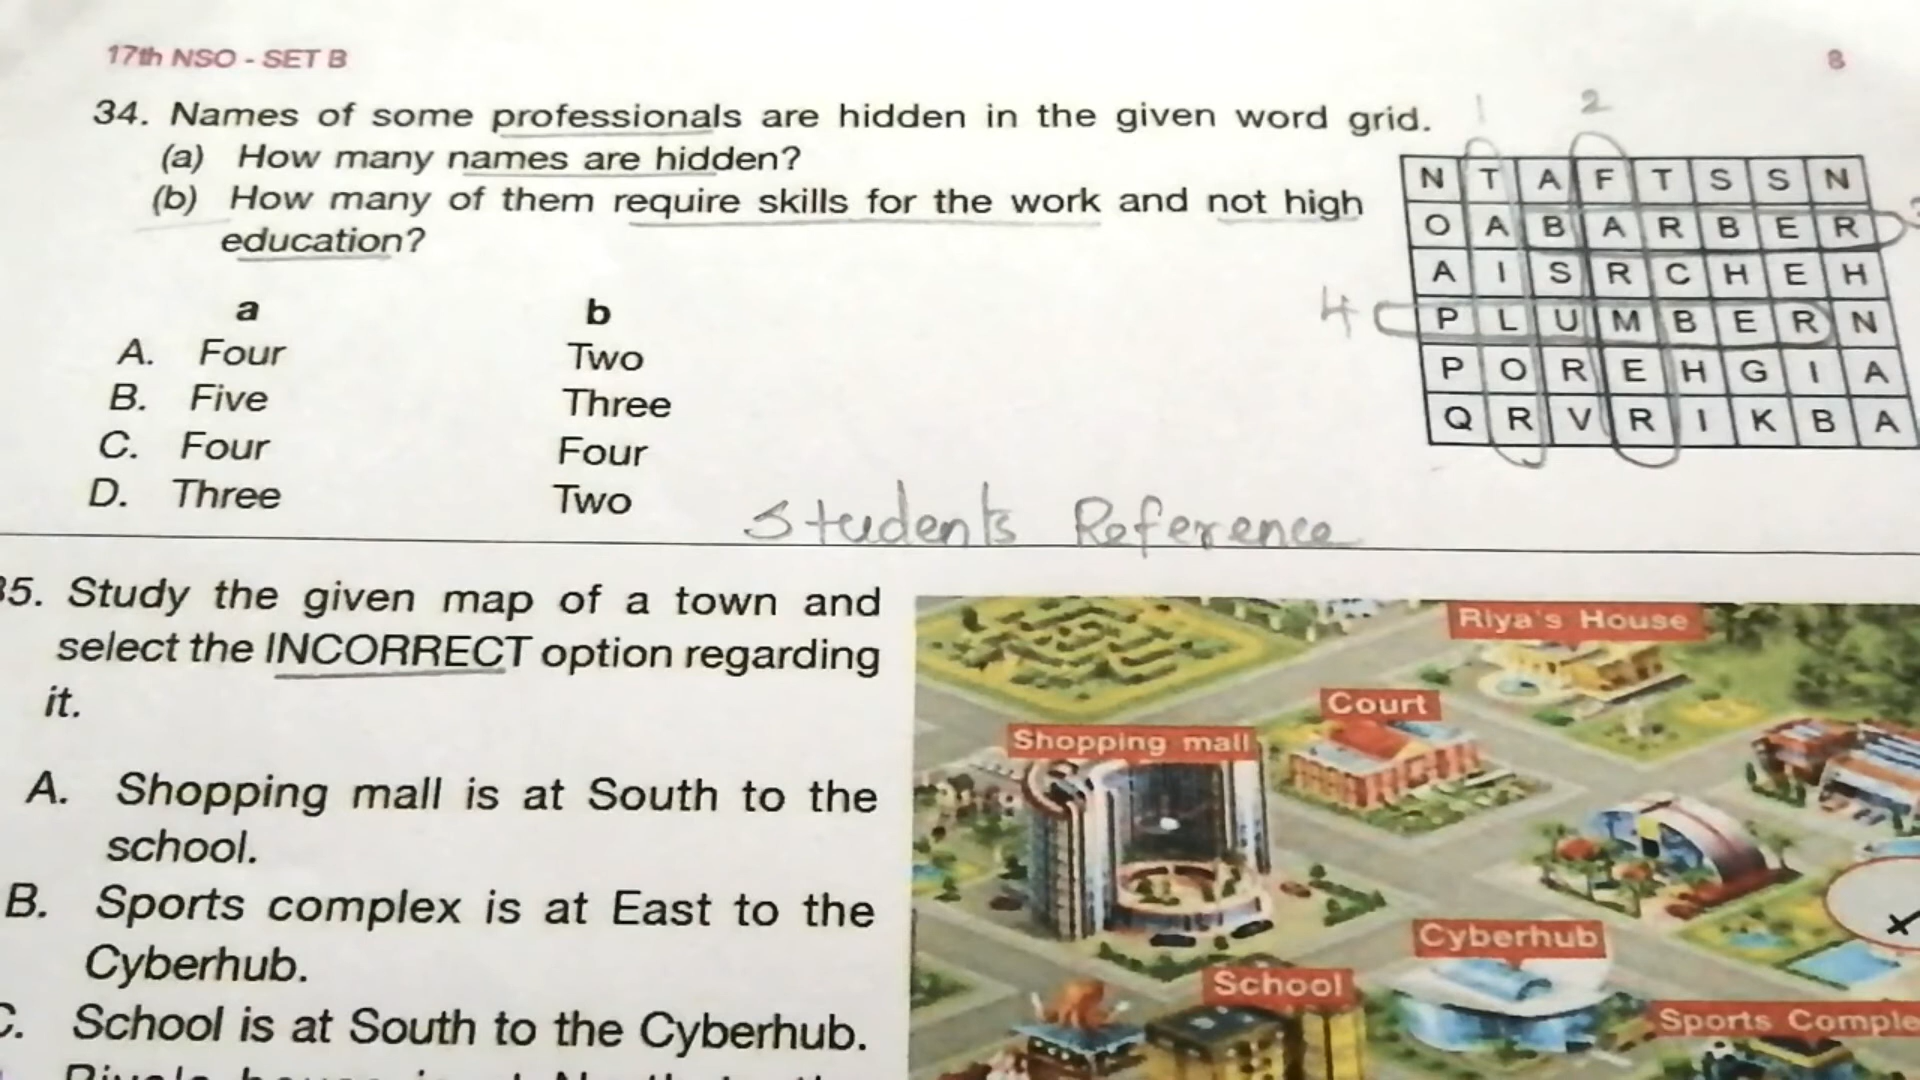 17th NSO - SET B
8
34. Names of some professionals are hidden in the given word grid.
(a) How many names are hidden?
(b) How many of them require skills for the work and not high
education?
a b
A. Four Two
B. Five Three
C. Four Four
D. Three Two
1 2
N T A F T S S N
O A B A R B E R
3
A I S R C H E H
4
P L U M B E R N
P O R E H G I A
Q R V R I K B A
Students Reference
35. Study the given map of a town and
select the INCORRECT option regarding
it.
A. Shopping mall is at South to the
school.
B. Sports complex is at East to the
Cyberhub.
C. School is at South to the Cyberhub.
Riya's House
Court
Shopping mall
Cyberhub
School
Sports Comple